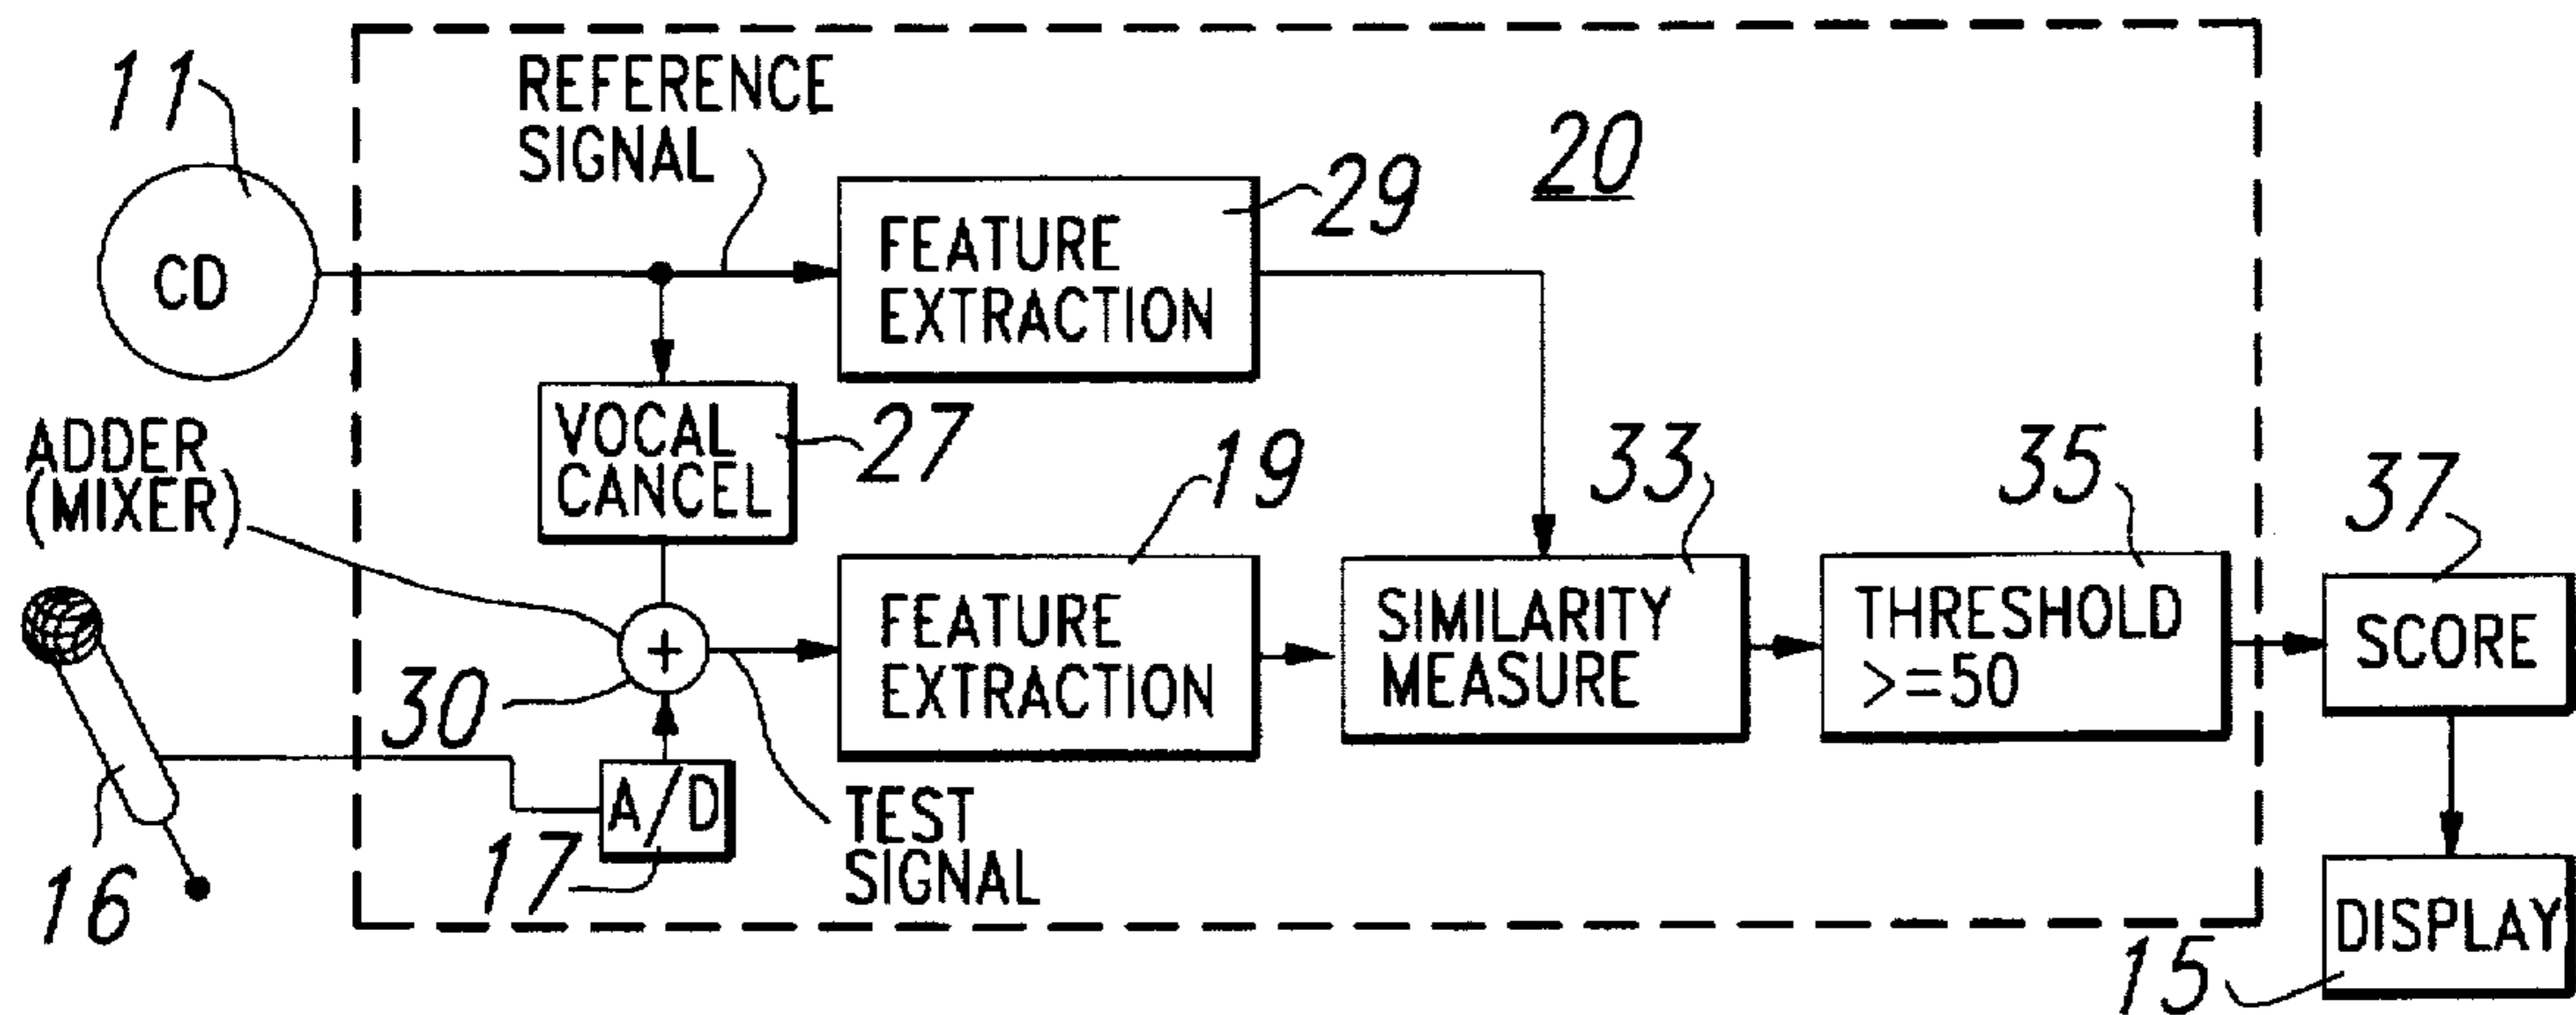 11
REFERENCE
SIGNAL
20
29
CD
FEATURE
EXTRACTION
ADDER
(MIXER)
VOCAL
CANCEL
27
19
33
35
37
FEATURE
EXTRACTION
SIMILARITY
MEASURE
THRESHOLD
>=50
SCORE
+
30
16
A/D
17
TEST
SIGNAL
DISPLAY
15